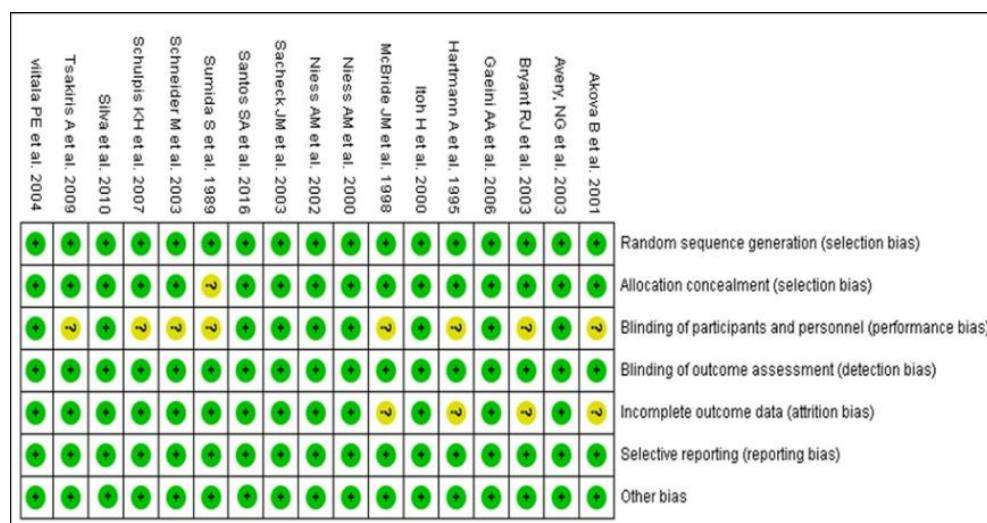 viitala PE et al. 2004
Tsakiris A et al. 2009
Silva et al. 2010
Schulpis KH et al. 2007
Schneider M et al. 2003
Sumida S et al. 1989
Santos SA et al. 2016
Sacheck JM et al. 2003
Niess AM et al. 2002
Niess AM et al. 2000
McBride JM et al. 1998
Itoh H et al. 2000
Hartmann A et al. 1995
Gaeini AA et al. 2006
Bryant RJ et al. 2003
Avery, NG et al. 2003
Akova B et al. 2001
+ + + + + + + + + + + + + + + + + Random sequence generation (selection bias)
+ + + + + ? + + + + + + + + + + + Allocation concealment (selection bias)
+ ? + ? ? ? + + + + ? + ? + ? + ? Blinding of participants and personnel (performance bias)
+ + + + + + + + + + + + + + + + + Blinding of outcome assessment (detection bias)
+ + + + + + + + + + ? + ? + ? + ? Incomplete outcome data (attrition bias)
+ + + + + + + + + + + + + + + + + Selective reporting (reporting bias)
+ + + + + + + + + + + + + + + + + Other bias